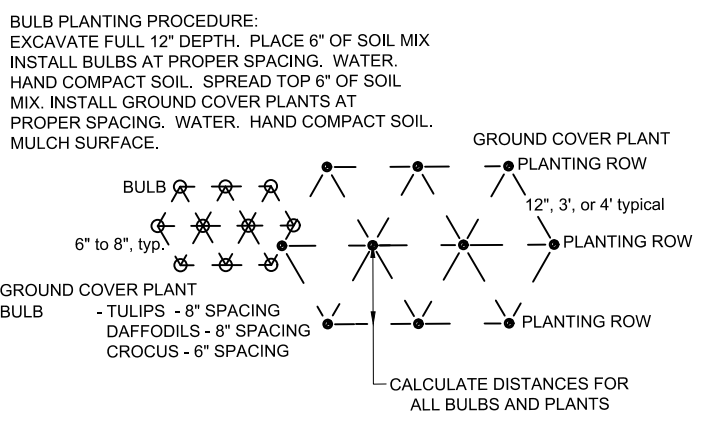 BULB PLANTING PROCEDURE:
EXCAVATE FULL 12" DEPTH. PLACE 6" OF SOIL MIX
INSTALL BULBS AT PROPER SPACING. WATER.
HAND COMPACT SOIL. SPREAD TOP 6" OF SOIL
MIX. INSTALL GROUND COVER PLANTS AT
PROPER SPACING. WATER. HAND COMPACT SOIL.
MULCH SURFACE.
GROUND COVER PLANT
PLANTING ROW
BULB
12", 3', or 4' typical
6" to 8", typ.
PLANTING ROW
GROUND COVER PLANT
BULB - TULIPS - 8" SPACING
DAFFODILS - 8" SPACING
CROCUS - 6" SPACING
PLANTING ROW
CALCULATE DISTANCES FOR
ALL BULBS AND PLANTS